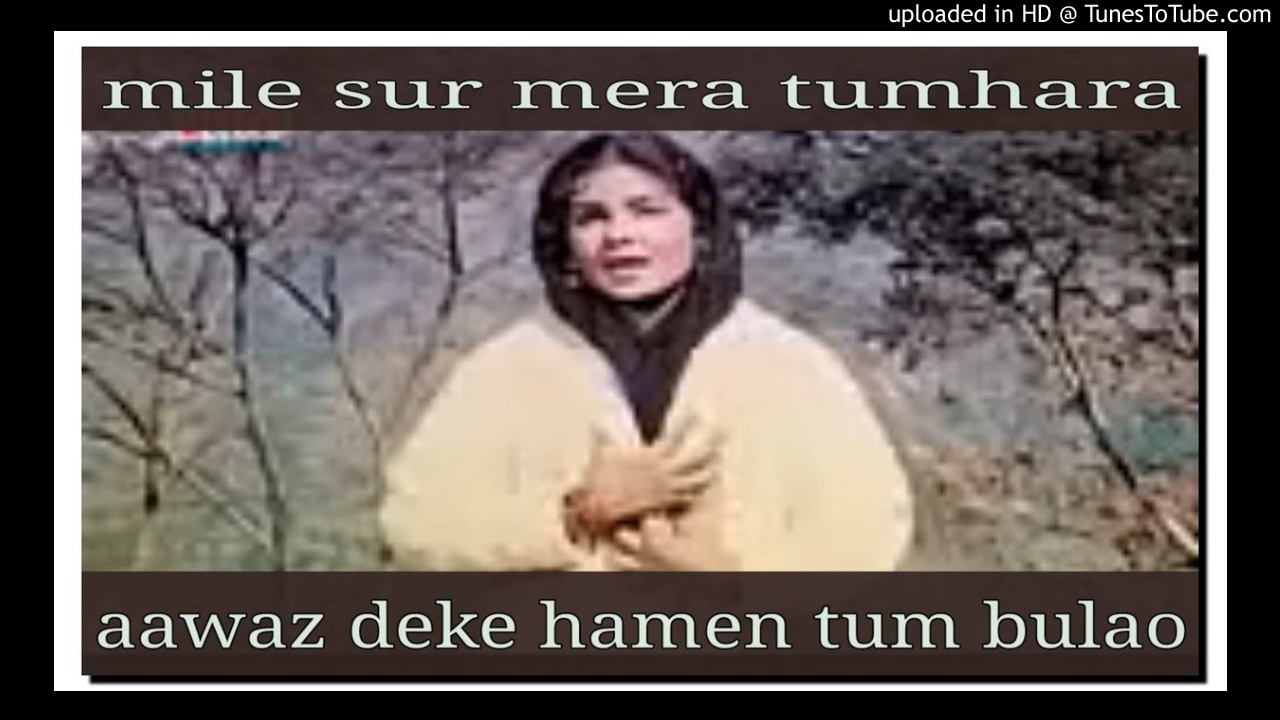 uploaded in HD @ TunesToTube.com
mile sur mera tumhara
aawaz deke hamen tum bulao